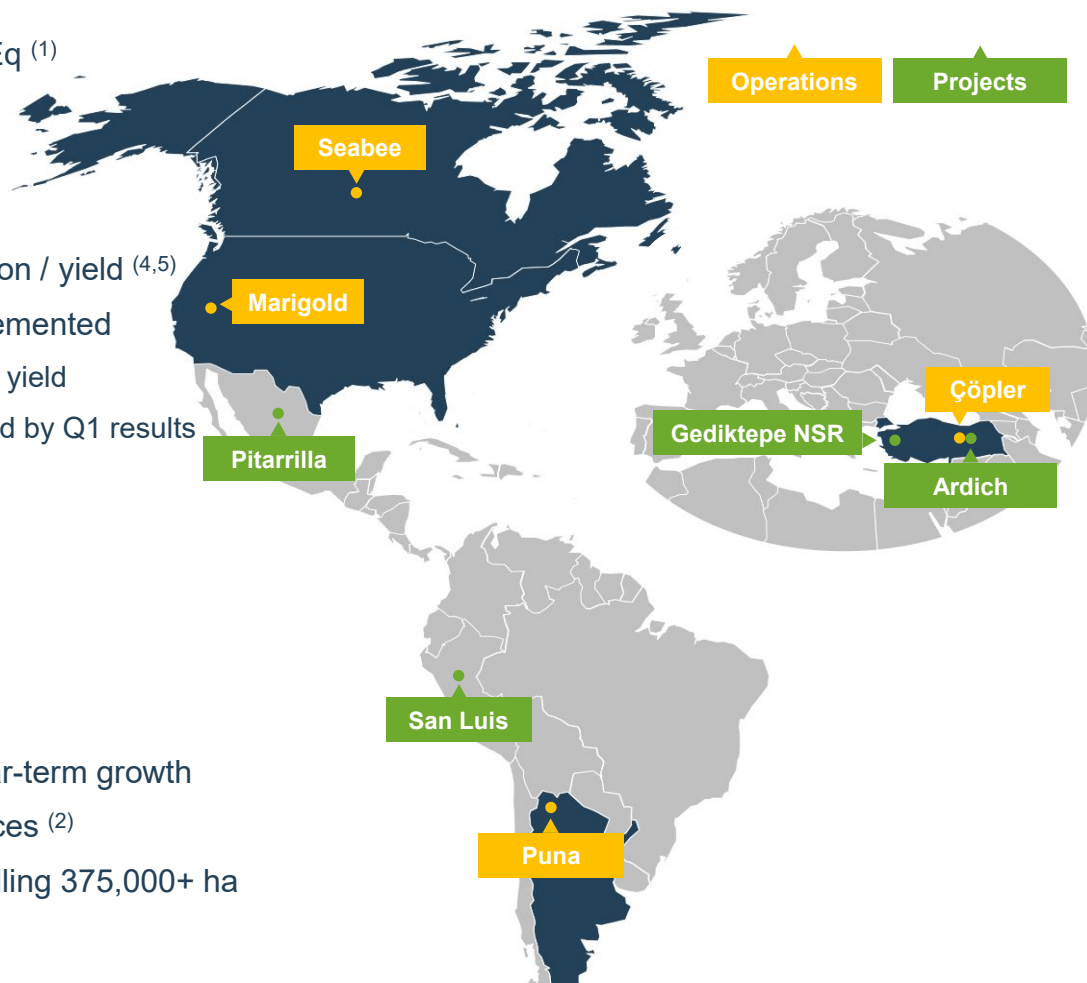 Eq (1)
on / yield (4,5)
emented
yield
d by Q1 results
ar-term growth
ces (2)
lling 375,000+ ha
Operations
Projects
Seabee
Marigold
Pitarrilla
Çöpler
Gediktepe NSR
Ardich
San Luis
Puna